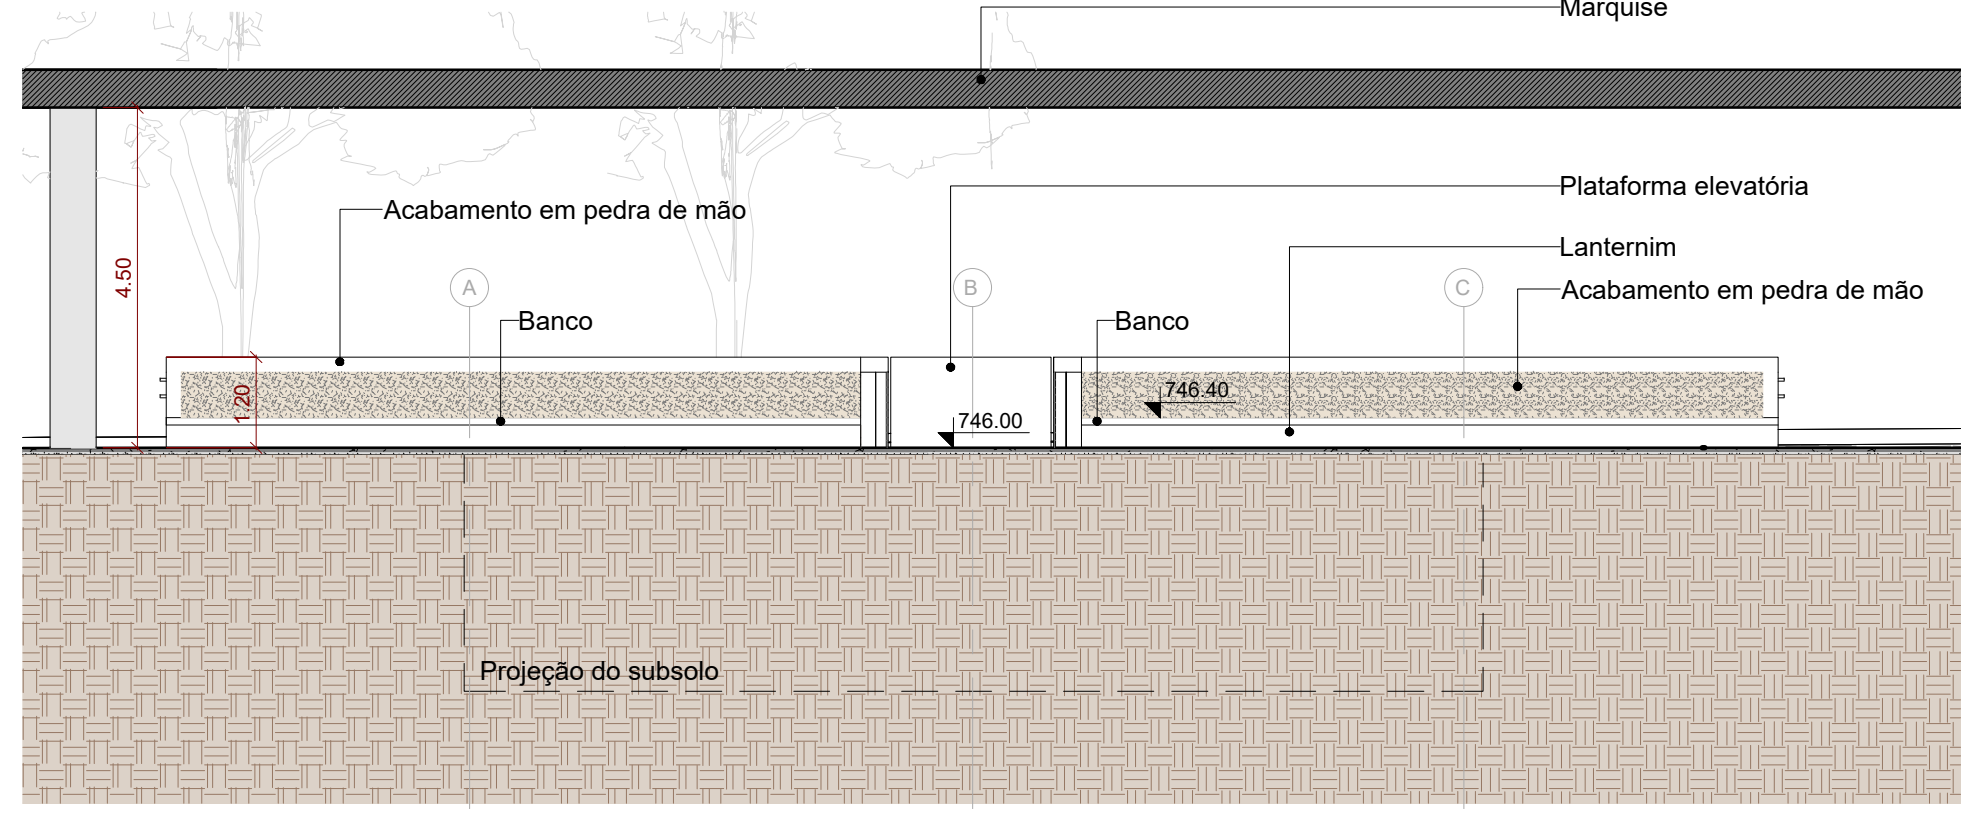 Marquise
Plataforma elevatória
Acabamento em pedra de mão
Lanternim
4.50
A
B
C
Acabamento em pedra de mão
Banco
Banco
1.20
746.40
746.00
Projeção do subsolo